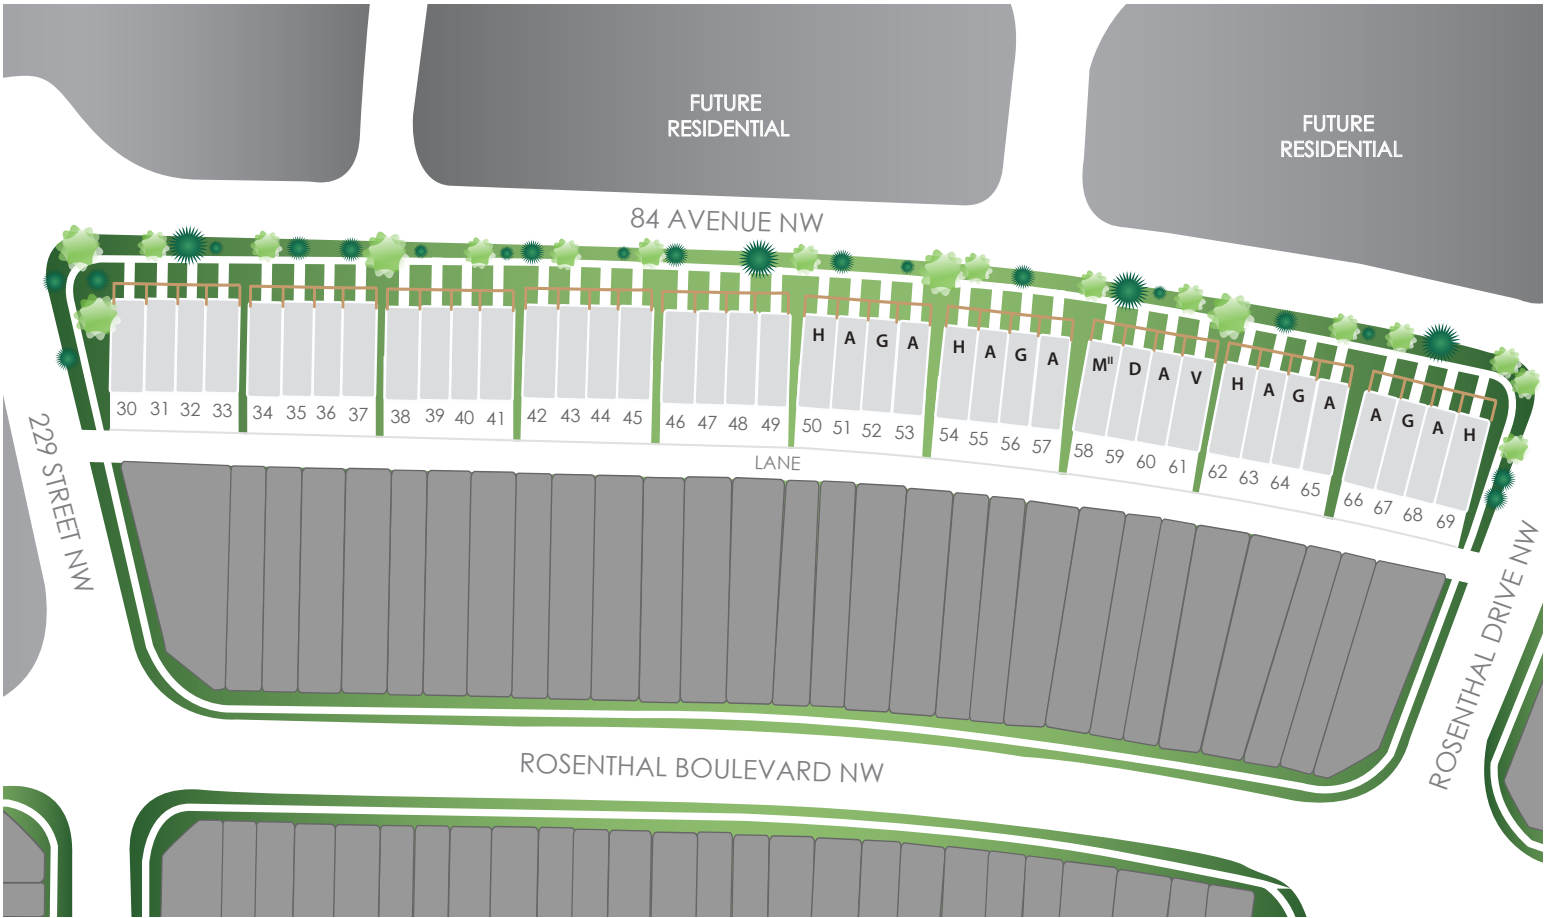 FUTURE
RESIDENTIAL
FUTURE
RESIDENTIAL
84 AVENUE NW
H A G A H A G A M" D A V H A G A A G A H
30 31 32 33 34 35 36 37 38 39 40 41 42 43 44 45 46 47 48 49 50 51 52 53 54 55 56 57 58 59 60 61 62 63 64 65 66 67 68 69
LANE
229 STREET NW
ROSENTHAL DRIVE NW
ROSENTHAL BOULEVARD NW